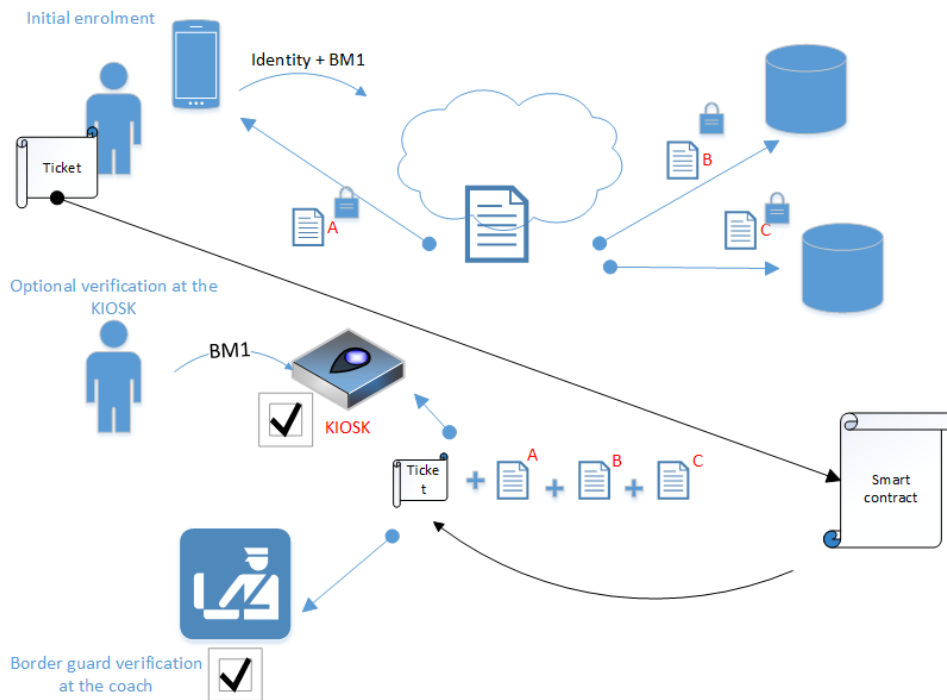 Initial enrolment
Identity + BM1
Ticket
A
B
C
Optional verification at the
KIOSK
BM1
KIOSK
Ticke
t
A
B
C
Smart
contract
Border guard verification
at the coach